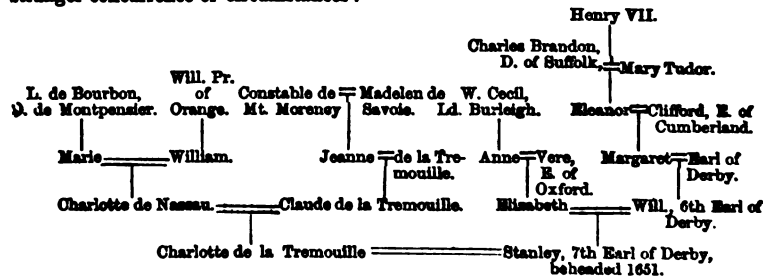 Henry VII.
Charles Brandon,
D. of Suffolk, Mary Tudor.
L. de Bourbon, Will. Pr. Constable de Madelen de W. Cecil,
D. de Montpensier. of Mt. Morency Savoie. Ld. Burleigh. Eleanor Clifford, E. of
Orange. Cumberland.
Marie William. Jeanne de la Tre- Anne Vere, Margaret Earl of
mouille. E. of Derby.
Oxford.
Charlotte de Nassau. Claude de la Tremouille. Elisabeth Will., 6th Earl of
Derby.
Charlotte de la Tremouille Stanley, 7th Earl of Derby,
beheaded 1651.